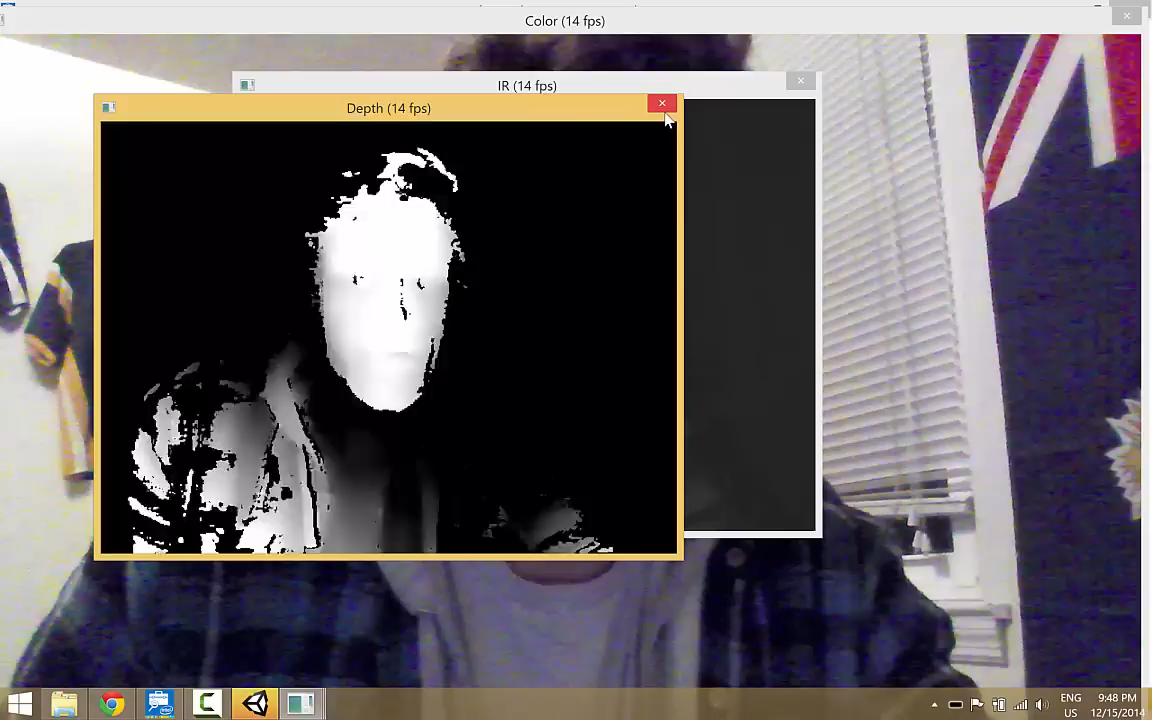 Color (14 fps)
IR (14 fps)
Depth (14 fps)
ENG
9:48 PM
US
12/15/2014